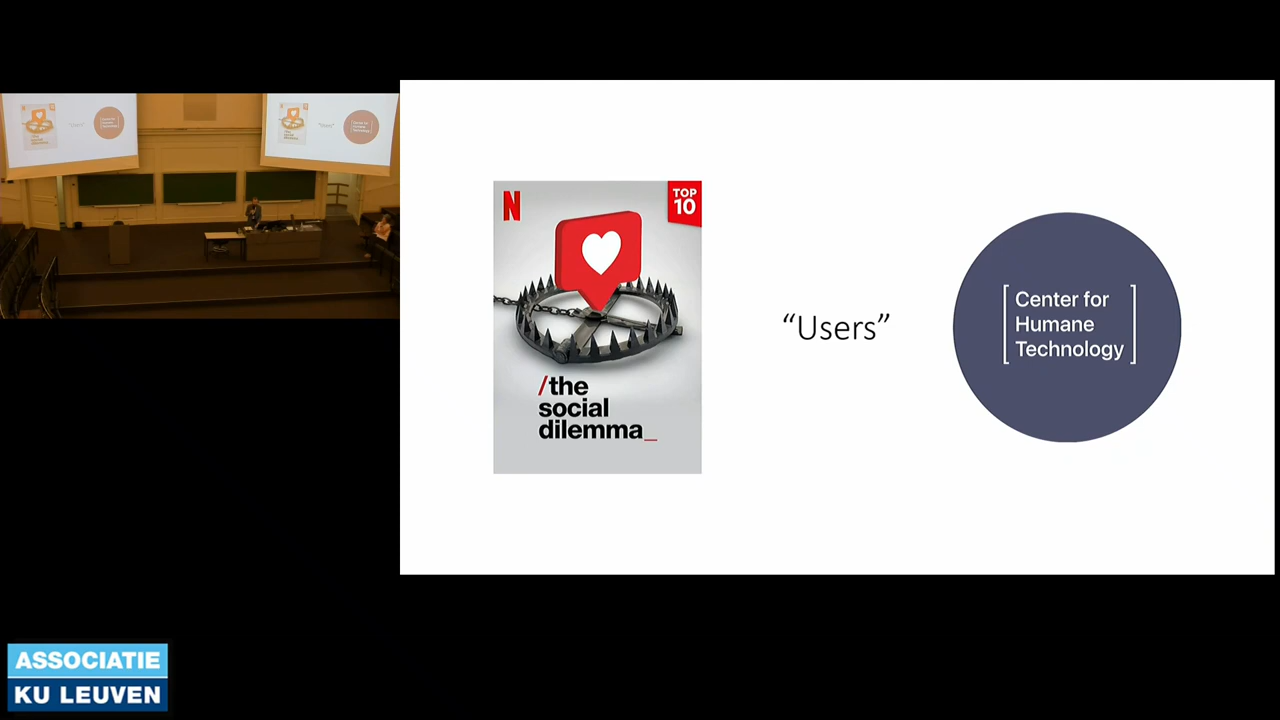 N
TOP
10
/the
social
dilemma_
“Users”
[ Center for
Humane
Technology ]
ASSOCIATIE
KU LEUVEN